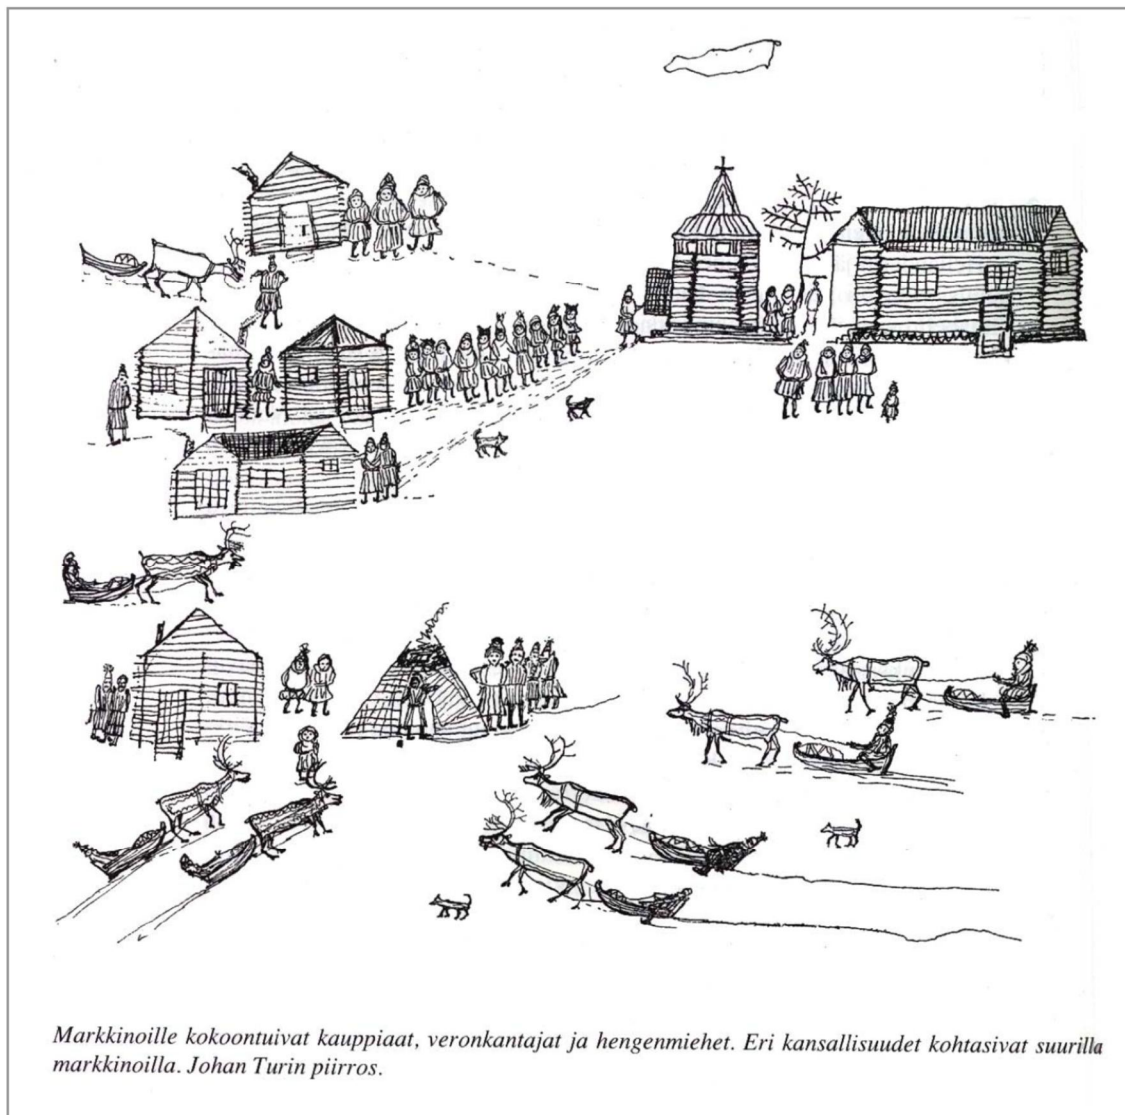 Markkinoille kokoontuivat kauppiaat, veronkantajat ja hengenmiehet. Eri kansallisuudet kohtasivat suurilla
markkinoilla. Johan Turin piirros.